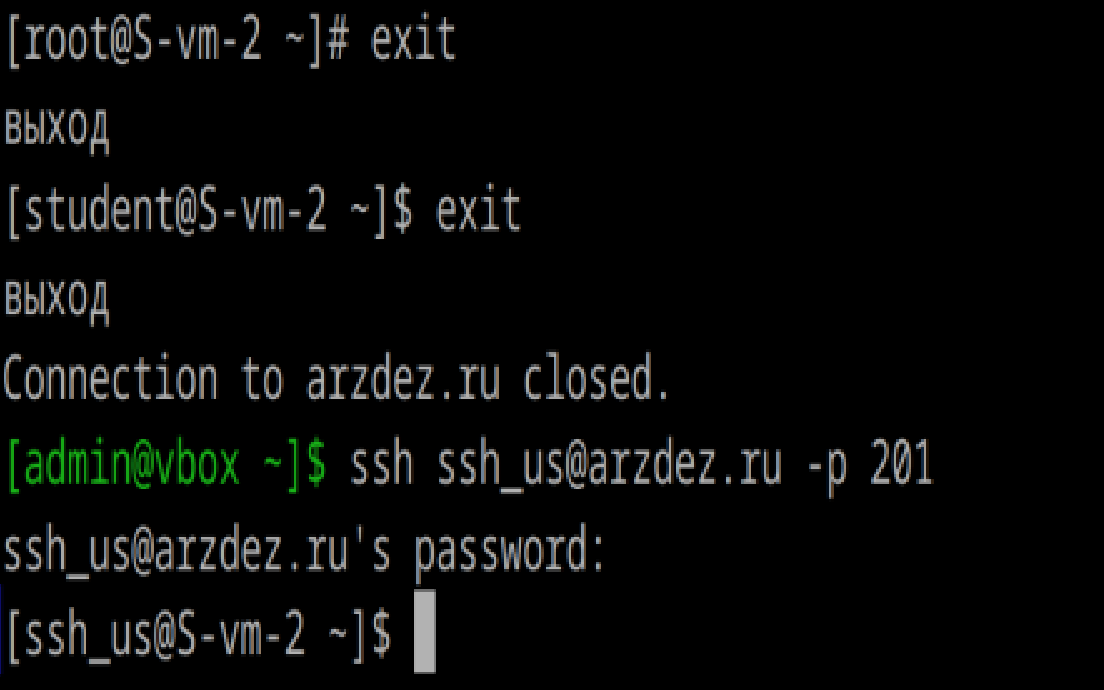 [root@S-vm-2 ~]# exit
выход
[student@S-vm-2 ~]$ exit
выход
Connection to arzdez.ru closed.
[admin@vbox ~]$ ssh ssh_us@arzdez.ru -p 201
ssh_us@arzdez.ru's password:
[ssh_us@S-vm-2 ~]$